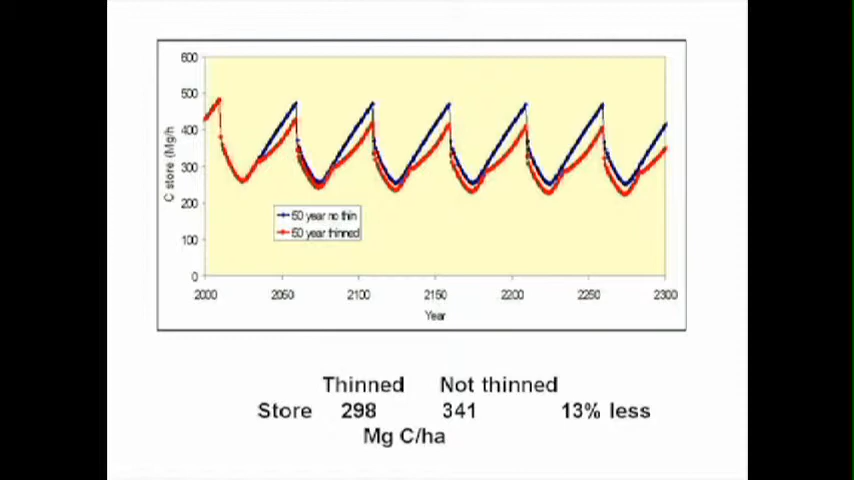 600
500
400
300
200
100
0
C store (Mg/h
50 year no thin
50 year thinned
2000 2050 2100 2150 2200 2250 2300
Year
Thinned Not thinned
Store 298 341 13% less
Mg C/ha